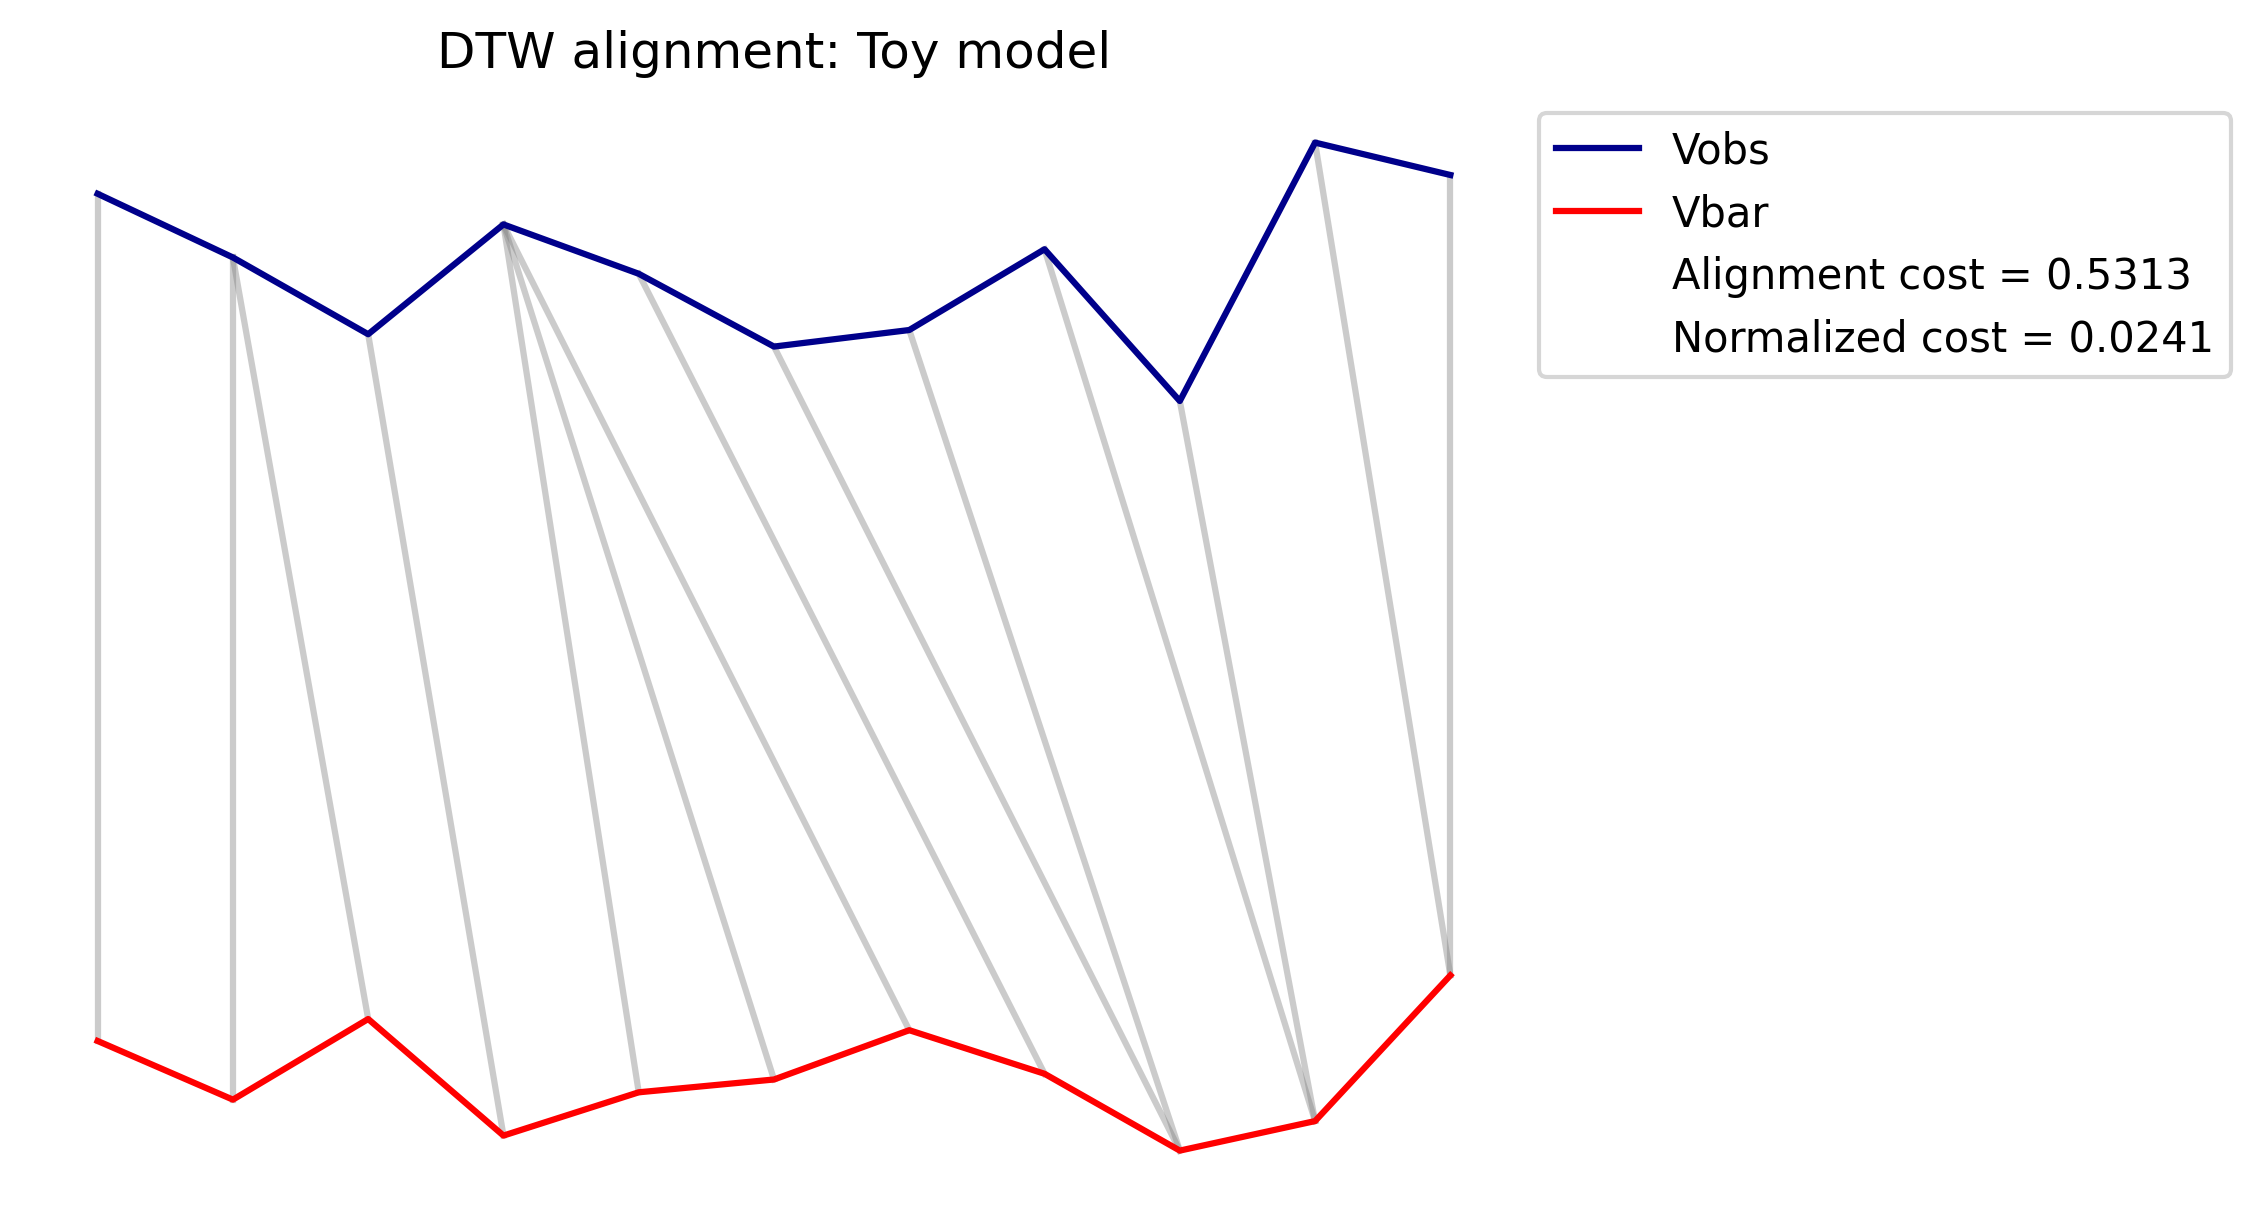 DTW alignment: Toy model
Vobs
Vbar
Alignment cost = 0.5313
Normalized cost = 0.0241